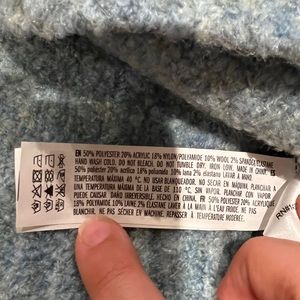 EN 50% POLYESTER 20% ACRYLIC 18% NYLON/POLYAMIDE 10% WOOL 2% SPANDEX/ELASTANE
HAND WASH COLD. DO NOT BLEACH. DO NOT TUMBLE DRY. IRON LOW. MADE IN CHINA. ES
50% poliéster 20% acrílico 18% poliamida 10% lana 2% elastano LAVAR A MANO EN
TEMPERATURA MÁXIMA 40 °C. NO USAR BLANQUEADOR. NO SECAR EN MÁQUINA. PLANCHAR A
UNA TEMPERATURA MÁXIMA DE LA BASE DE 110 °C, SIN VAPOR. PLANCHAR CON VAPOR
PUEDE CAUSAR DAÑO IRREVERSIBLE. HECHO EN CHINA. FR 50% POLYESTER 20% ACRYLIQUE
18% POLYAMIDE 10% LAINE 2% ÉLASTANE LAVER À LA MAIN À L'EAU FROIDE. NE PAS
BLANCHIR. NE PAS SÉCHER EN MACHINE. REPASSER À TEMPÉRATURE MODÉRÉE.
RN#